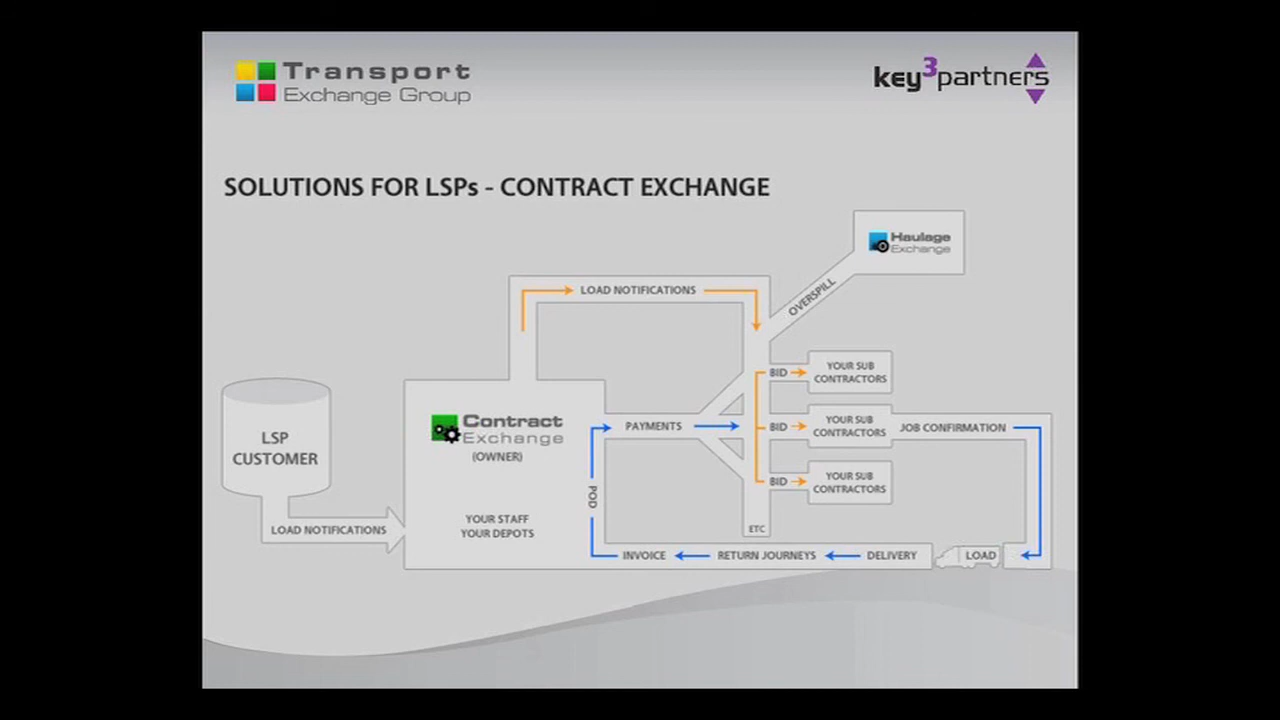 Transport
Exchange Group
key3partners
SOLUTIONS FOR LSPs - CONTRACT EXCHANGE
Haulage
Exchange
OVERSPILL
LOAD NOTIFICATIONS
BID
YOUR SUB
CONTRACTORS
LSP
CUSTOMER
Contract
Exchange
(OWNER)
PAYMENTS
BID
YOUR SUB
CONTRACTORS
JOB CONFIRMATION
BID
YOUR SUB
CONTRACTORS
POD
LOAD NOTIFICATIONS
YOUR STAFF
YOUR DEPOTS
ETC
INVOICE
RETURN JOURNEYS
DELIVERY
LOAD